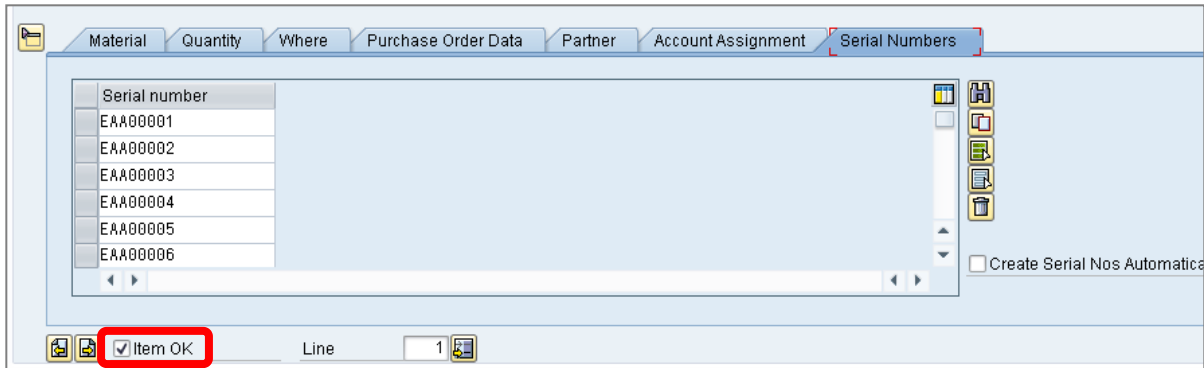 Material Quantity Where Purchase Order Data Partner Account Assignment Serial Numbers
Serial number
EAA00001
EAA00002
EAA00003
EAA00004
EAA00005
EAA00006
Create Serial Nos Automatica
Item OK Line 1